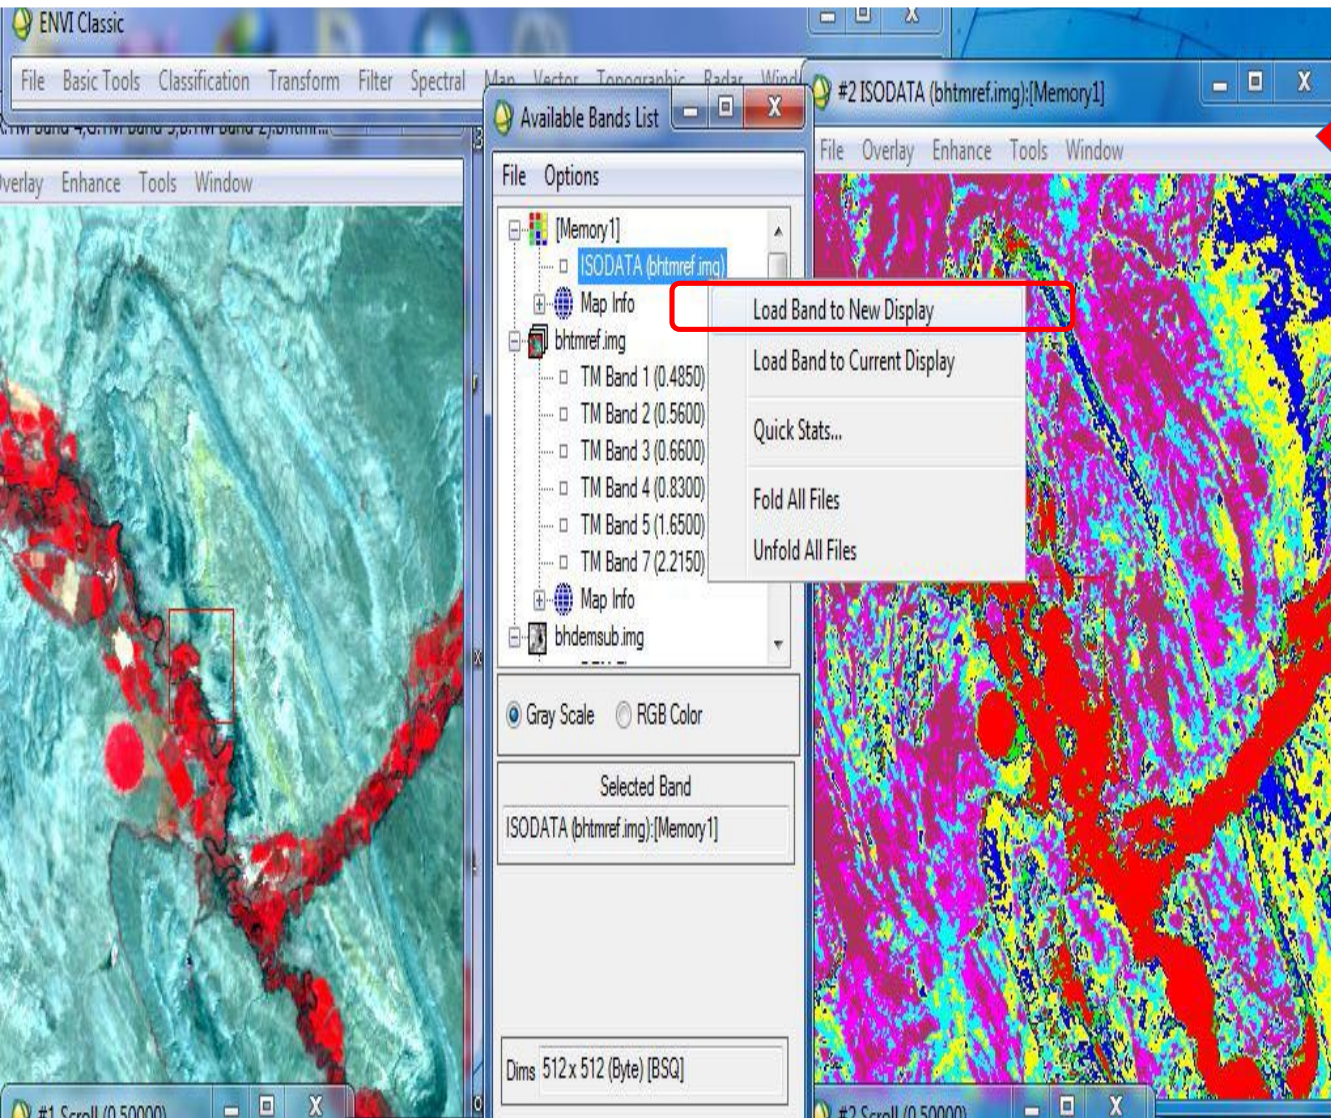 ENVI Classic
File Basic Tools Classification Transform Filter Spectral Map Vector Topographic Radar
Overlay Enhance Tools Window
Available Bands List
File Options
[Memory1]
ISODATA (bhtmref.img)
Map Info
bhtmref.img
TM Band 1 (0.4850)
TM Band 2 (0.5600)
TM Band 3 (0.6600)
TM Band 4 (0.8300)
TM Band 5 (1.6500)
TM Band 7 (2.2150)
Map Info
bhdemsub.img
Gray Scale RGB Color
Selected Band
ISODATA (bhtmref.img):[Memory1]
Dims 512 x 512 (Byte) [BSQ]
Load Band to New Display
Load Band to Current Display
Quick Stats...
Fold All Files
Unfold All Files
#2 ISODATA (bhtmref.img):[Memory1]
File Overlay Enhance Tools Window
#1 Scroll (0.50000)
#2 Scroll (0.50000)